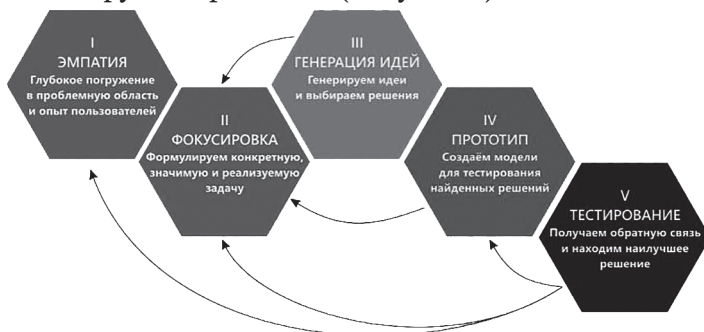 I
ЭМПАТИЯ
Глубокое погружение
в проблемную область
и опыт пользователей
II
ФОКУСИРОВКА
Формулируем конкретную,
значимую и реализуемую
задачу
III
ГЕНЕРАЦИЯ ИДЕЙ
Генерируем идеи
и выбираем решения
IV
ПРОТОТИП
Создаём модели
для тестирования
найденных решений
V
ТЕСТИРОВАНИЕ
Получаем обратную связь
и находим наилучшее
решение